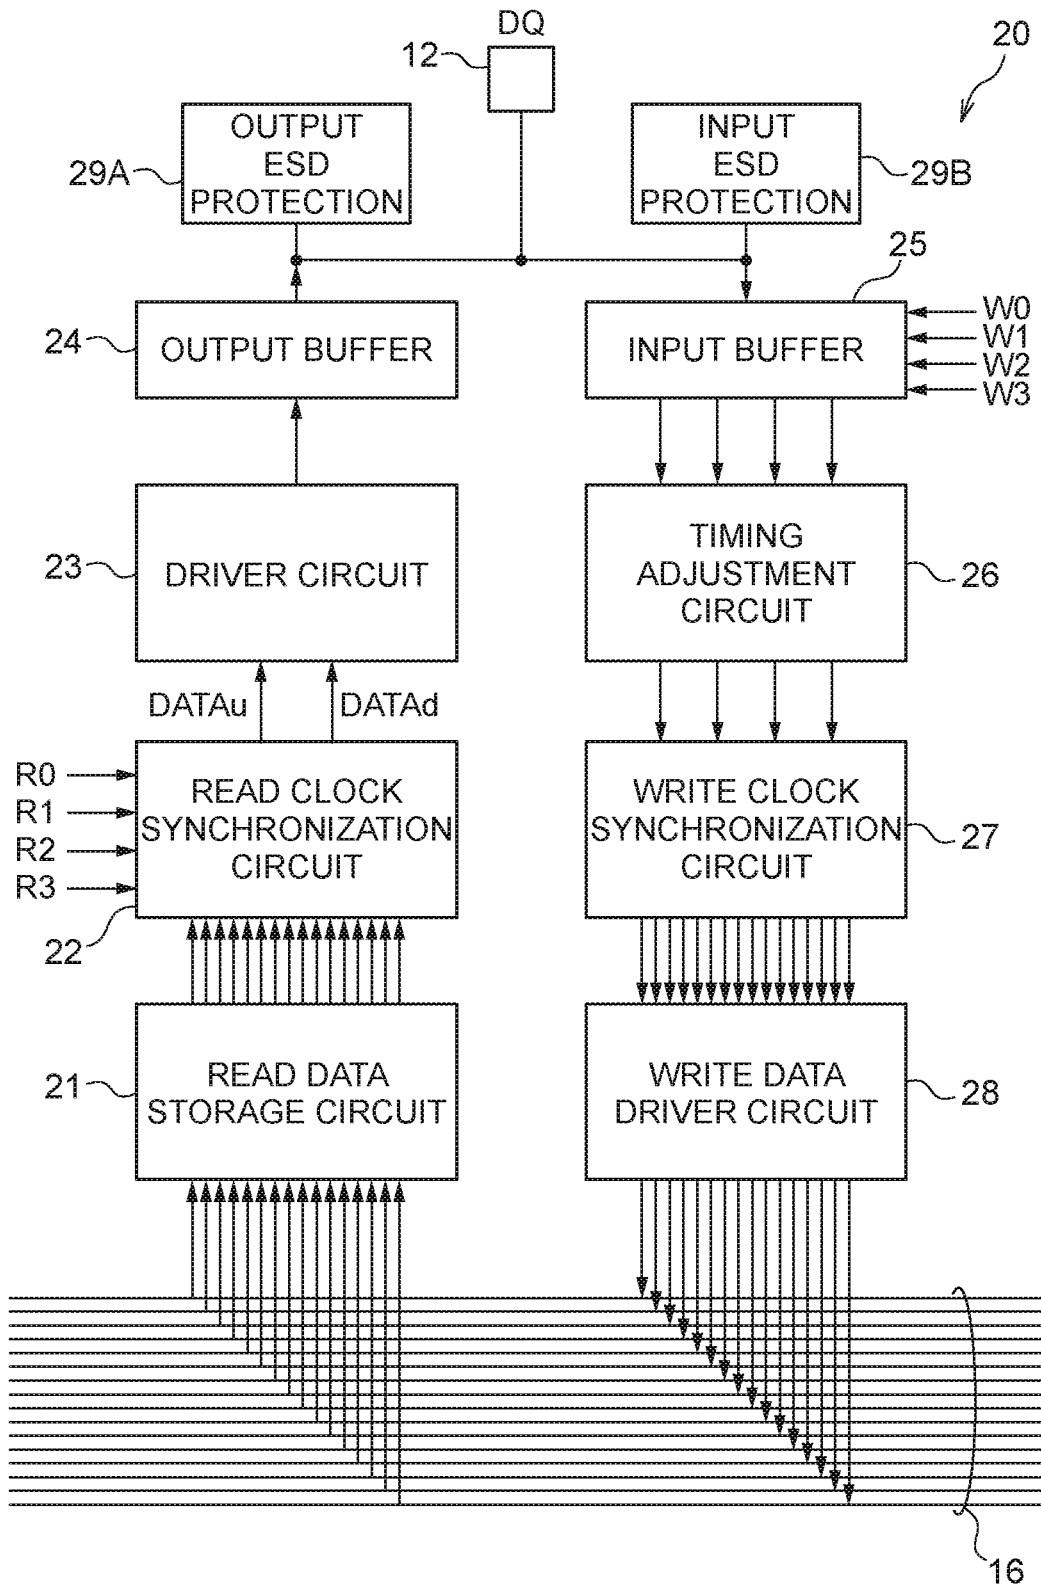 DQ
12
20
OUTPUT
ESD
PROTECTION
29A
INPUT
ESD
PROTECTION
29B
25
24
OUTPUT BUFFER
INPUT BUFFER
W0
W1
W2
W3
23
DRIVER CIRCUIT
TIMING
ADJUSTMENT
CIRCUIT
26
DATAu
DATAd
R0
R1
R2
R3
READ CLOCK
SYNCHRONIZATION
CIRCUIT
22
WRITE CLOCK
SYNCHRONIZATION
CIRCUIT
27
21
READ DATA
STORAGE CIRCUIT
WRITE DATA
DRIVER CIRCUIT
28
16